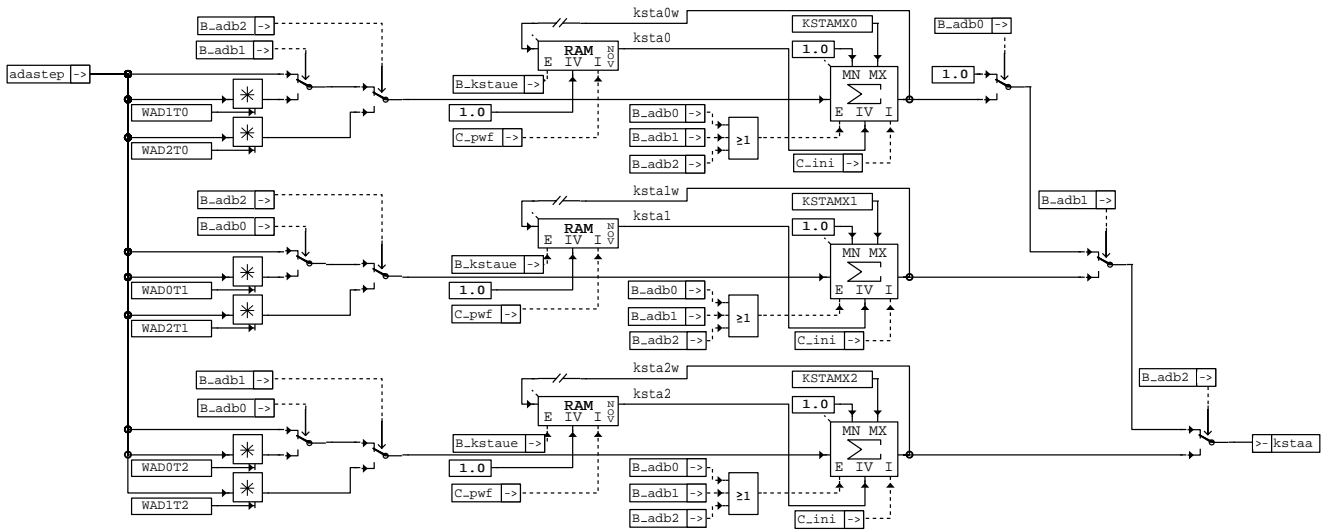 ksta0w
B_adb2 ->
KSTAMX0
B_adb0 ->
ksta0
B_adb1 ->
1.0
RAM
NOV
E IV I
adastep ->
MN MX
1.0
B_kstaue ->
WAD1T0
1.0
B_adb0 ->
E IV I
B_adb1 ->
≥1
C_pwf ->
WAD2T0
B_adb2 ->
C_ini ->
ksta1w
B_adb2 ->
KSTAMX1
B_adb1 ->
ksta1
B_adb0 ->
1.0
RAM
NOV
E IV I
MN MX
B_kstaue ->
WAD0T1
1.0
B_adb0 ->
E IV I
B_adb1 ->
≥1
C_pwf ->
WAD2T1
B_adb2 ->
C_ini ->
ksta2w
B_adb1 ->
KSTAMX2
B_adb2 ->
ksta2
B_adb0 ->
1.0
RAM
NOV
E IV I
MN MX
B_kstaue ->
>- kstaa
WAD0T2
1.0
B_adb0 ->
E IV I
B_adb1 ->
≥1
C_pwf ->
WAD1T2
B_adb2 ->
C_ini ->